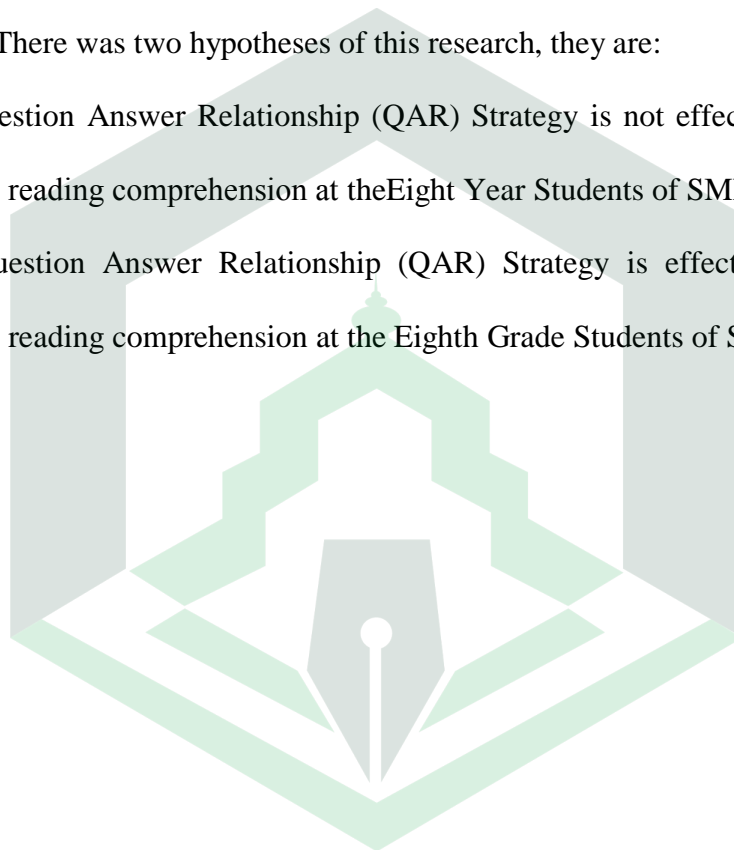 There was two hypotheses of this research, they are:
estion Answer Relationship (QAR) Strategy is not effec
reading comprehension at theEight Year Students of SM
uestion Answer Relationship (QAR) Strategy is effect
reading comprehension at the Eighth Grade Students of S